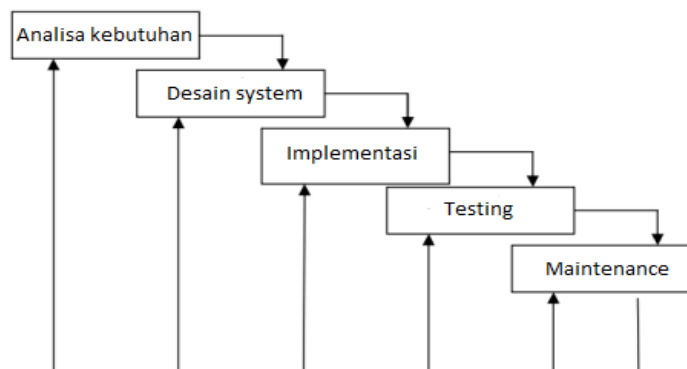 Analisa kebutuhan
Desain system
Implementasi
Testing
Maintenance